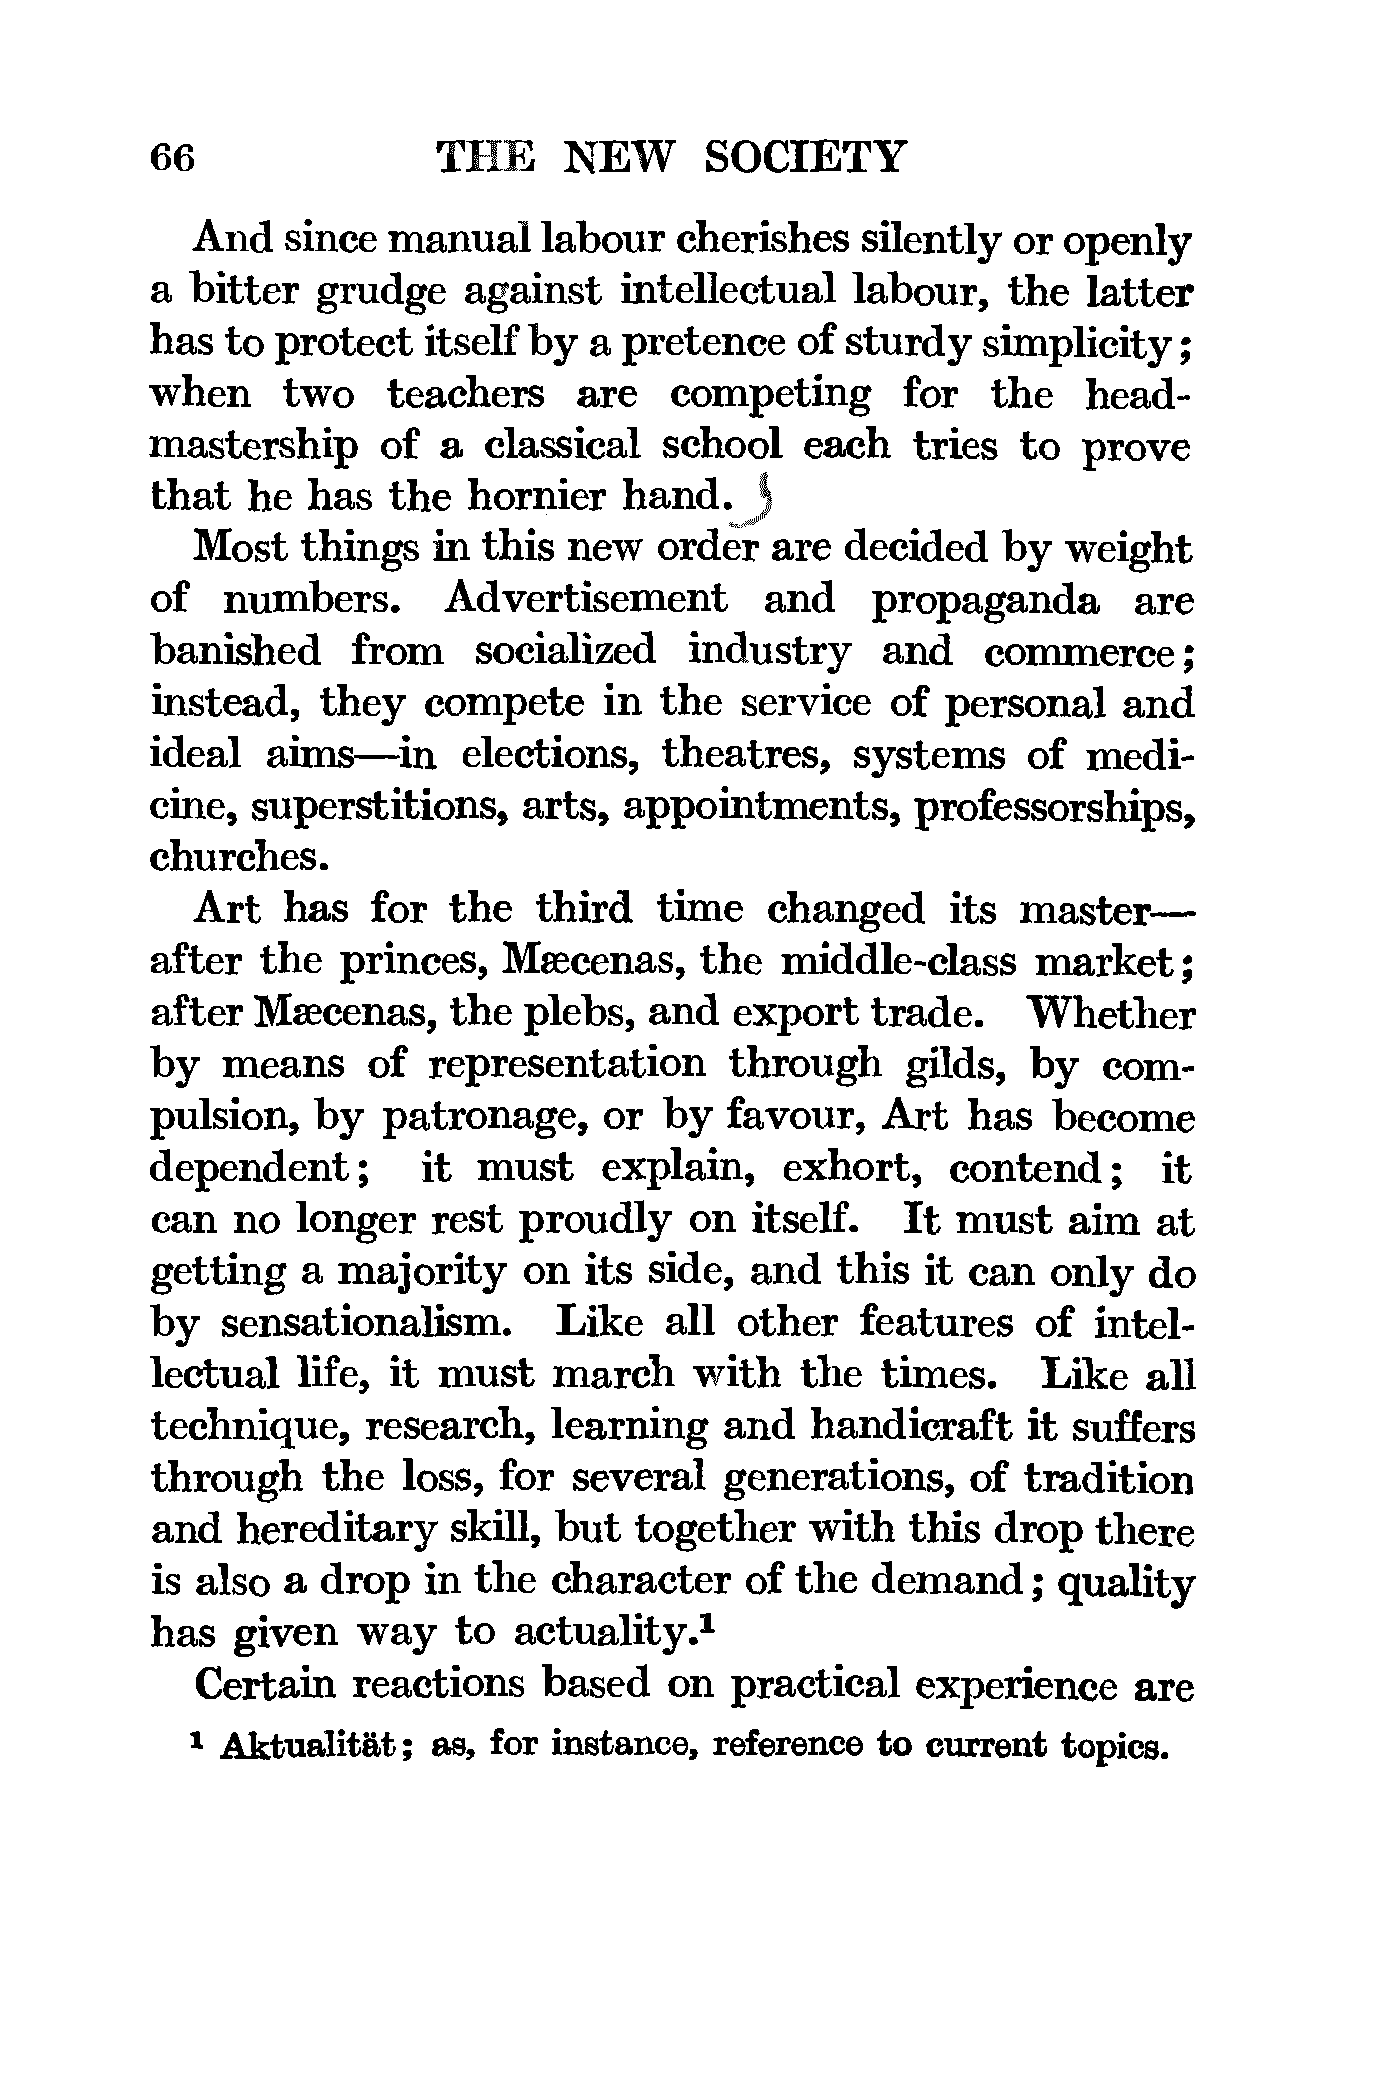 66 THE NEW SOCIETY
And since manual labour cherishes silently or openly
a bitter grudge against intellectual labour, the latter
has to protect itself by a pretence of sturdy simplicity;
when two teachers are competing for the head-
mastership of a classical school each tries to prove
that he has the hornier hand.
Most things in this new order are decided by weight
of numbers. Advertisement and propaganda are
banished from socialized industry and commerce;
instead, they compete in the service of personal and
ideal aims—in elections, theatres, systems of medi-
cine, superstitions, arts, appointments, professorships,
churches.
Art has for the third time changed its master—
after the princes, Mæcenas, the middle-class market;
after Mæcenas, the plebs, and export trade. Whether
by means of representation through gilds, by com-
pulsion, by patronage, or by favour, Art has become
dependent; it must explain, exhort, contend; it
can no longer rest proudly on itself. It must aim at
getting a majority on its side, and this it can only do
by sensationalism. Like all other features of intel-
lectual life, it must march with the times. Like all
technique, research, learning and handicraft it suffers
through the loss, for several generations, of tradition
and hereditary skill, but together with this drop there
is also a drop in the character of the demand; quality
has given way to actuality.¹
Certain reactions based on practical experience are
¹ Aktualität; as, for instance, reference to current topics.